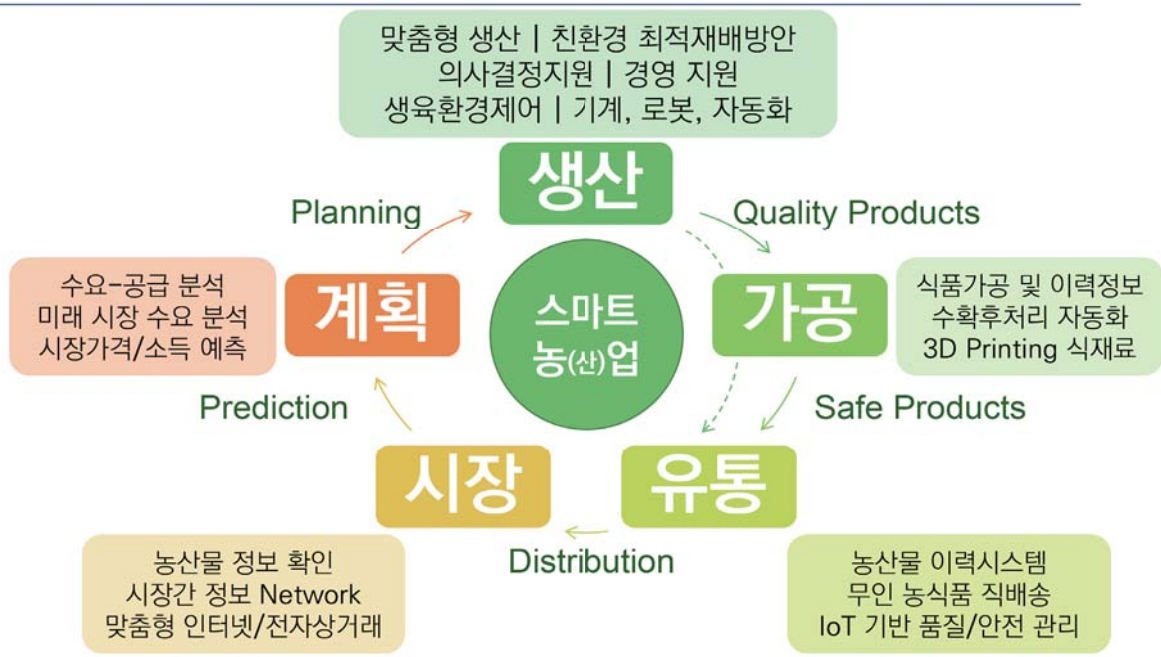 맞춤형 생산 | 친환경 최적재배방안
의사결정지원 | 경영 지원
생육환경제어 | 기계, 로봇, 자동화
생산
Planning
Quality Products
수요-공급 분석
미래 시장 수요 분석
시장가격/소득 예측
계획
스마트
농(산)업
가공
식품가공 및 이력정보
수확후처리 자동화
3D Printing 식재료
Prediction
Safe Products
시장
유통
Distribution
농산물 정보 확인
시장간 정보 Network
맞춤형 인터넷/전자상거래
농산물 이력시스템
무인 농식품 직배송
IoT 기반 품질/안전 관리